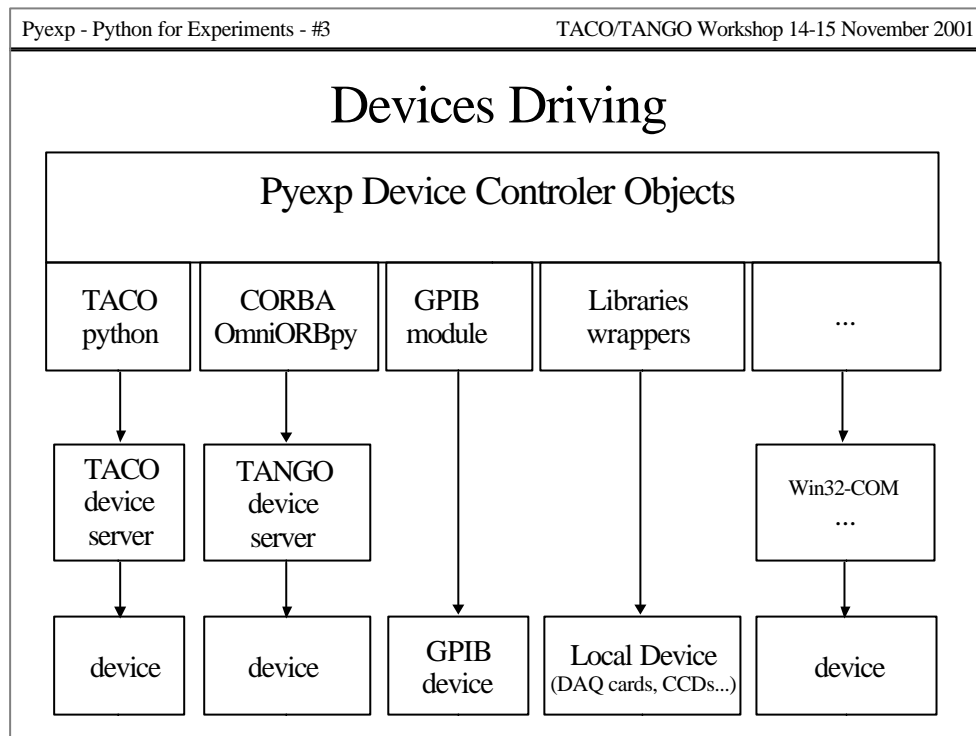 Pyexp - Python for Experiments - #3
TACO/TANGO Workshop 14-15 November 2001
Devices Driving
Pyexp Device Controler Objects
TACO
python
CORBA
OmniORBpy
GPIB
module
Libraries
wrappers
...
TACO
device
server
TANGO
device
server
Win32-COM
...
device
device
GPIB
device
Local Device
(DAQ cards, CCDs...)
device